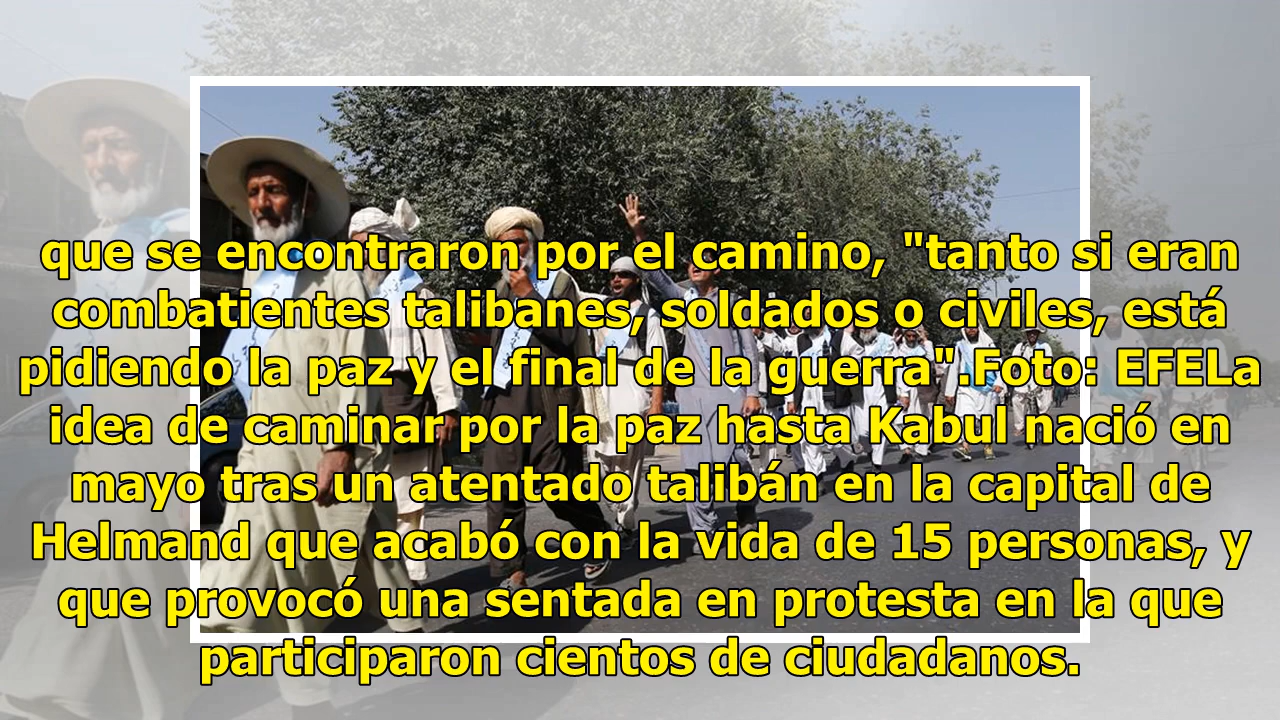 que se encontraron por el camino, "tanto si eran
combatientes talibanes, soldados o civiles, está
pidiendo la paz y el final de la guerra".Foto: EFELa
idea de caminar por la paz hasta Kabul nació en
mayo tras un atentado talibán en la capital de
Helmand que acabó con la vida de 15 personas, y
que provocó una sentada en protesta en la que
participaron cientos de ciudadanos.